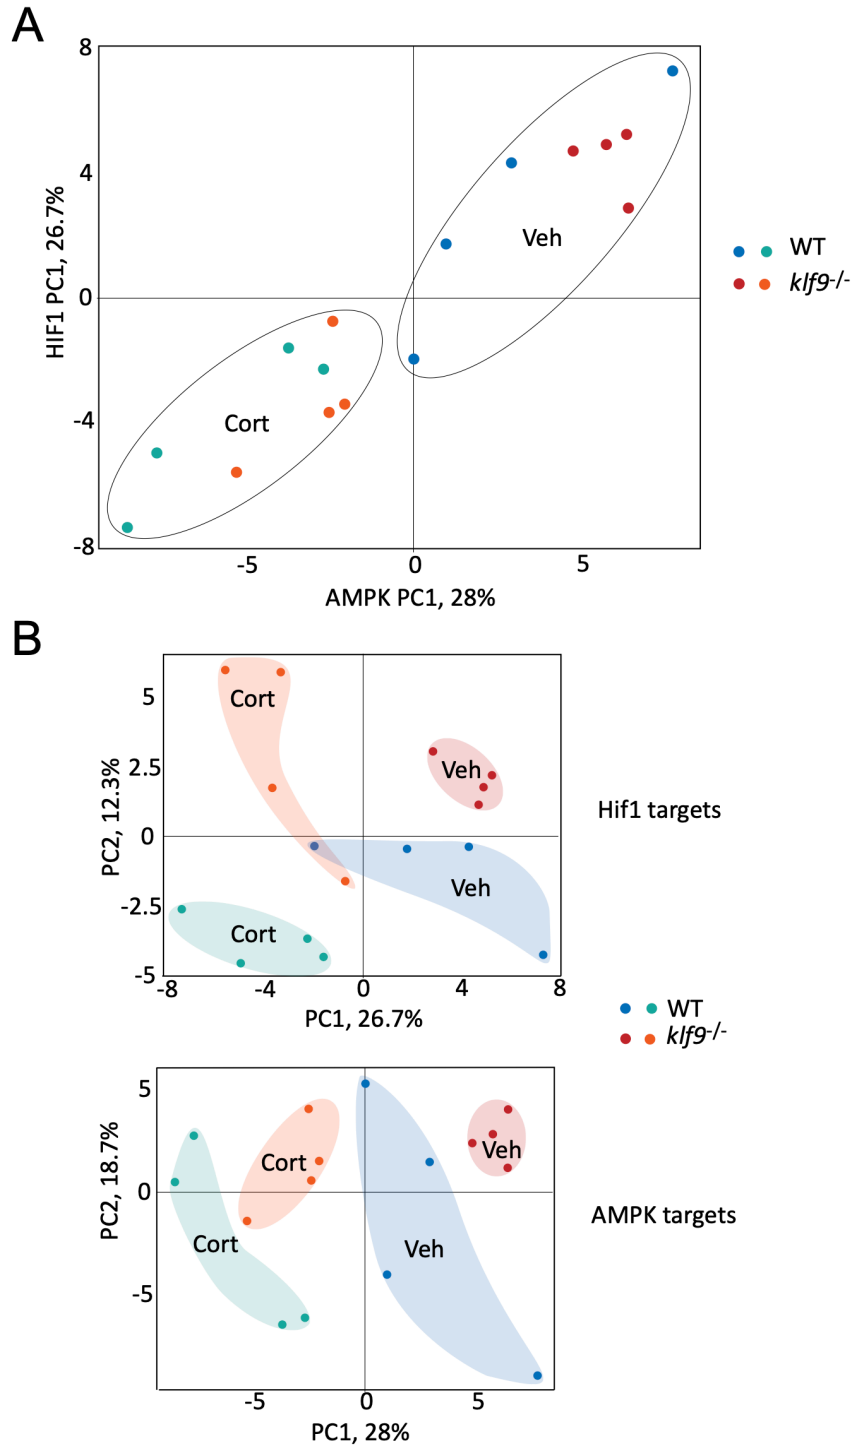 A
8
4
0
-4
-8
HIF1 PC1, 26.7%
Veh
Cort
-5 0 5
AMPK PC1, 28%
WT
klf9-/-
B
5
2.5
0
-2.5
-5
PC2, 12.3%
Cort
Veh
Veh
Cort
-8 -4 0 4 8
PC1, 26.7%
Hif1 targets
WT
klf9-/-
5
0
-5
PC2, 18.7%
Cort
Veh
Cort
Veh
-5 0 5
PC1, 28%
AMPK targets